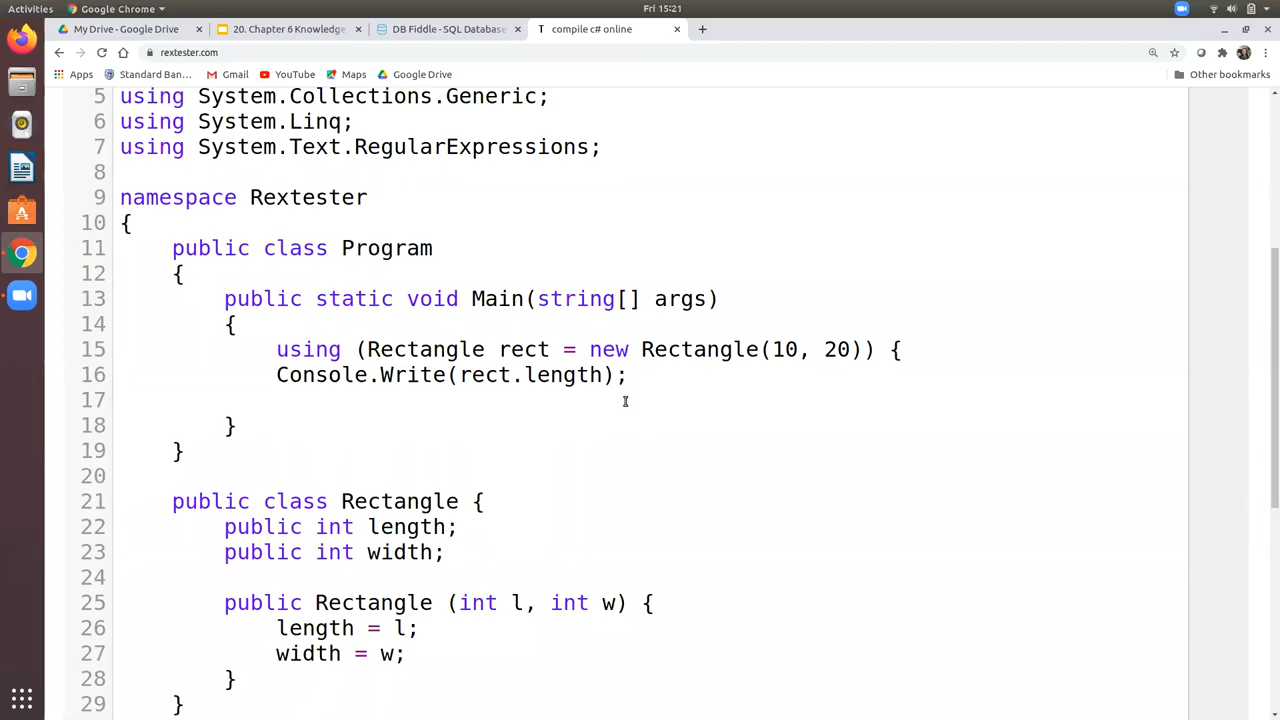 Activities Google Chrome Fri 15:21
My Drive - Google Drive 20. Chapter 6 Knowledge DB Fiddle - SQL Database T compile c# online
rextester.com
Apps Standard Ban... Gmail YouTube Maps Google Drive Other bookmarks
5 using System.Collections.Generic;
6 using System.Linq;
7 using System.Text.RegularExpressions;
8
9 namespace Rextester
10 {
11 public class Program
12 {
13 public static void Main(string[] args)
14 {
15 using (Rectangle rect = new Rectangle(10, 20)) {
16 Console.Write(rect.length);
17
18 }
19 }
20
21 public class Rectangle {
22 public int length;
23 public int width;
24
25 public Rectangle (int l, int w) {
26 length = l;
27 width = w;
28 }
29 }